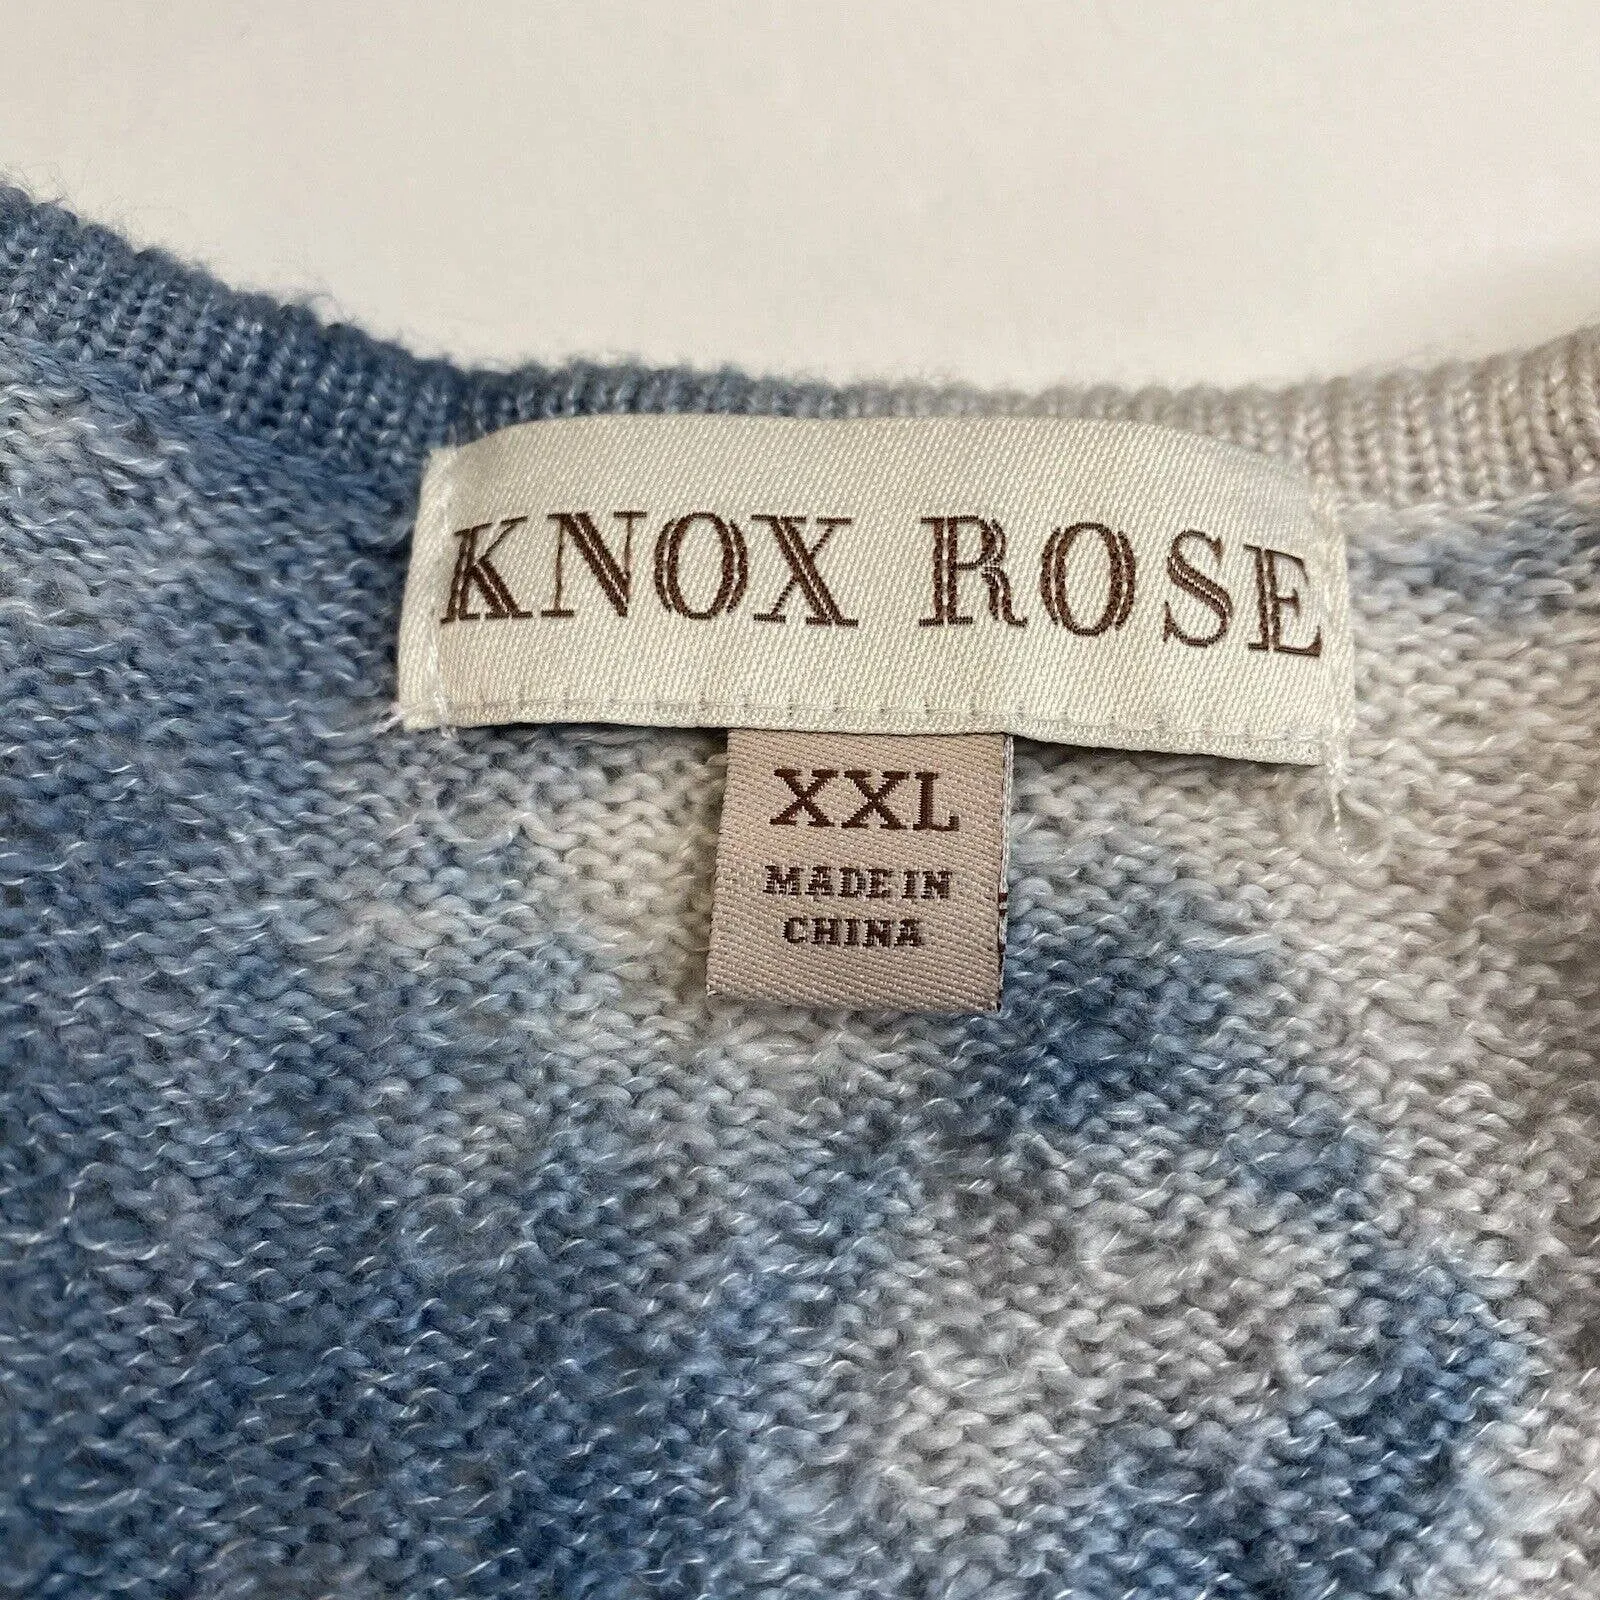 KNOX ROSE
XXL
MADE IN
CHINA